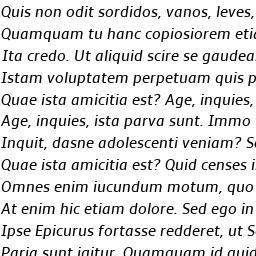 Quis non odit sordidos, vanos, leves,
Quamquam tu hanc copiosiorem etia
Ita credo. Ut aliquid scire se gaudea
Istam voluptatem perpetuam quis p
Quae ista amicitia est? Age, inquies,
Age, inquies, ista parva sunt. Immo
Inquit, dasne adolescenti veniam? S
Quae ista amicitia est? Quid censes i
Omnes enim iucundum motum, quo
At enim hic etiam dolore. Sed ego in
Ipse Epicurus fortasse redderet, ut S
Paria sunt igitur. Quamquam id quid